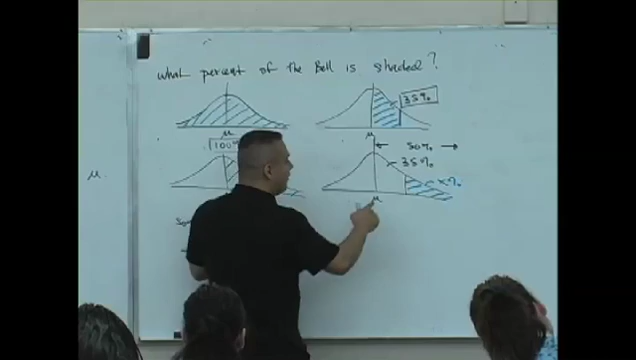 What percent of the Bell is shaded?
35%
μ
μ
100%
50%
35%
x%
μ
μ